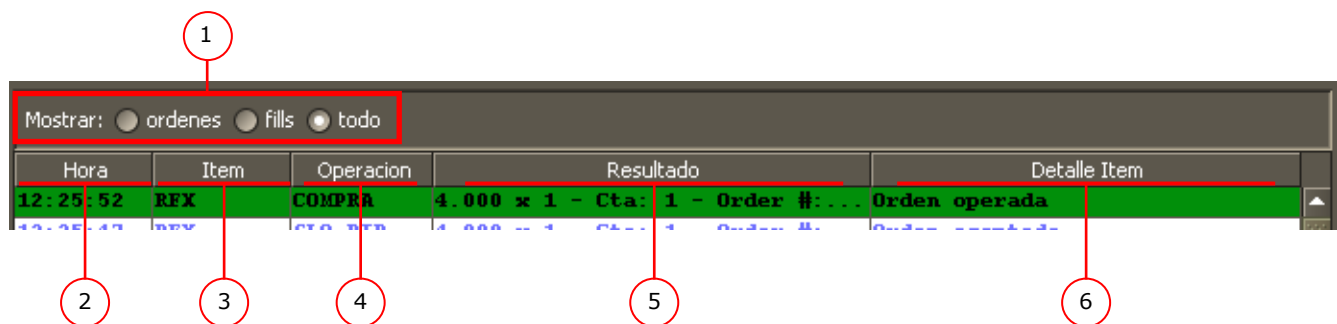 1
Mostrar: ordenes fills todo
Hora Item Operacion Resultado Detalle Item
12:25:52 RFX COMPRA 4.000 x 1 - Cta: 1 - Order #:... Orden operada
2 3 4 5 6